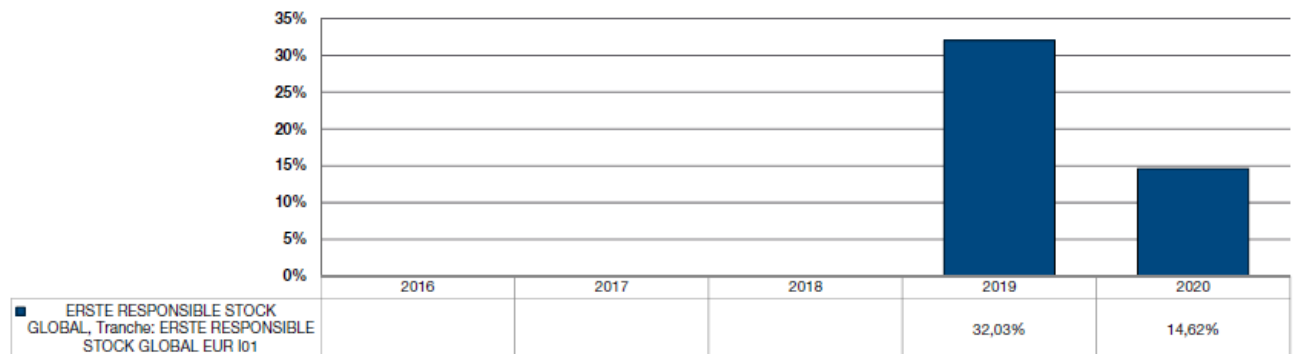 35%
30%
25%
20%
15%
10%
5%
0%
2016 2017 2018 2019 2020
ERSTE RESPONSIBLE STOCK
GLOBAL, Tranche: ERSTE RESPONSIBLE
STOCK GLOBAL EUR I01
32,03% 14,62%